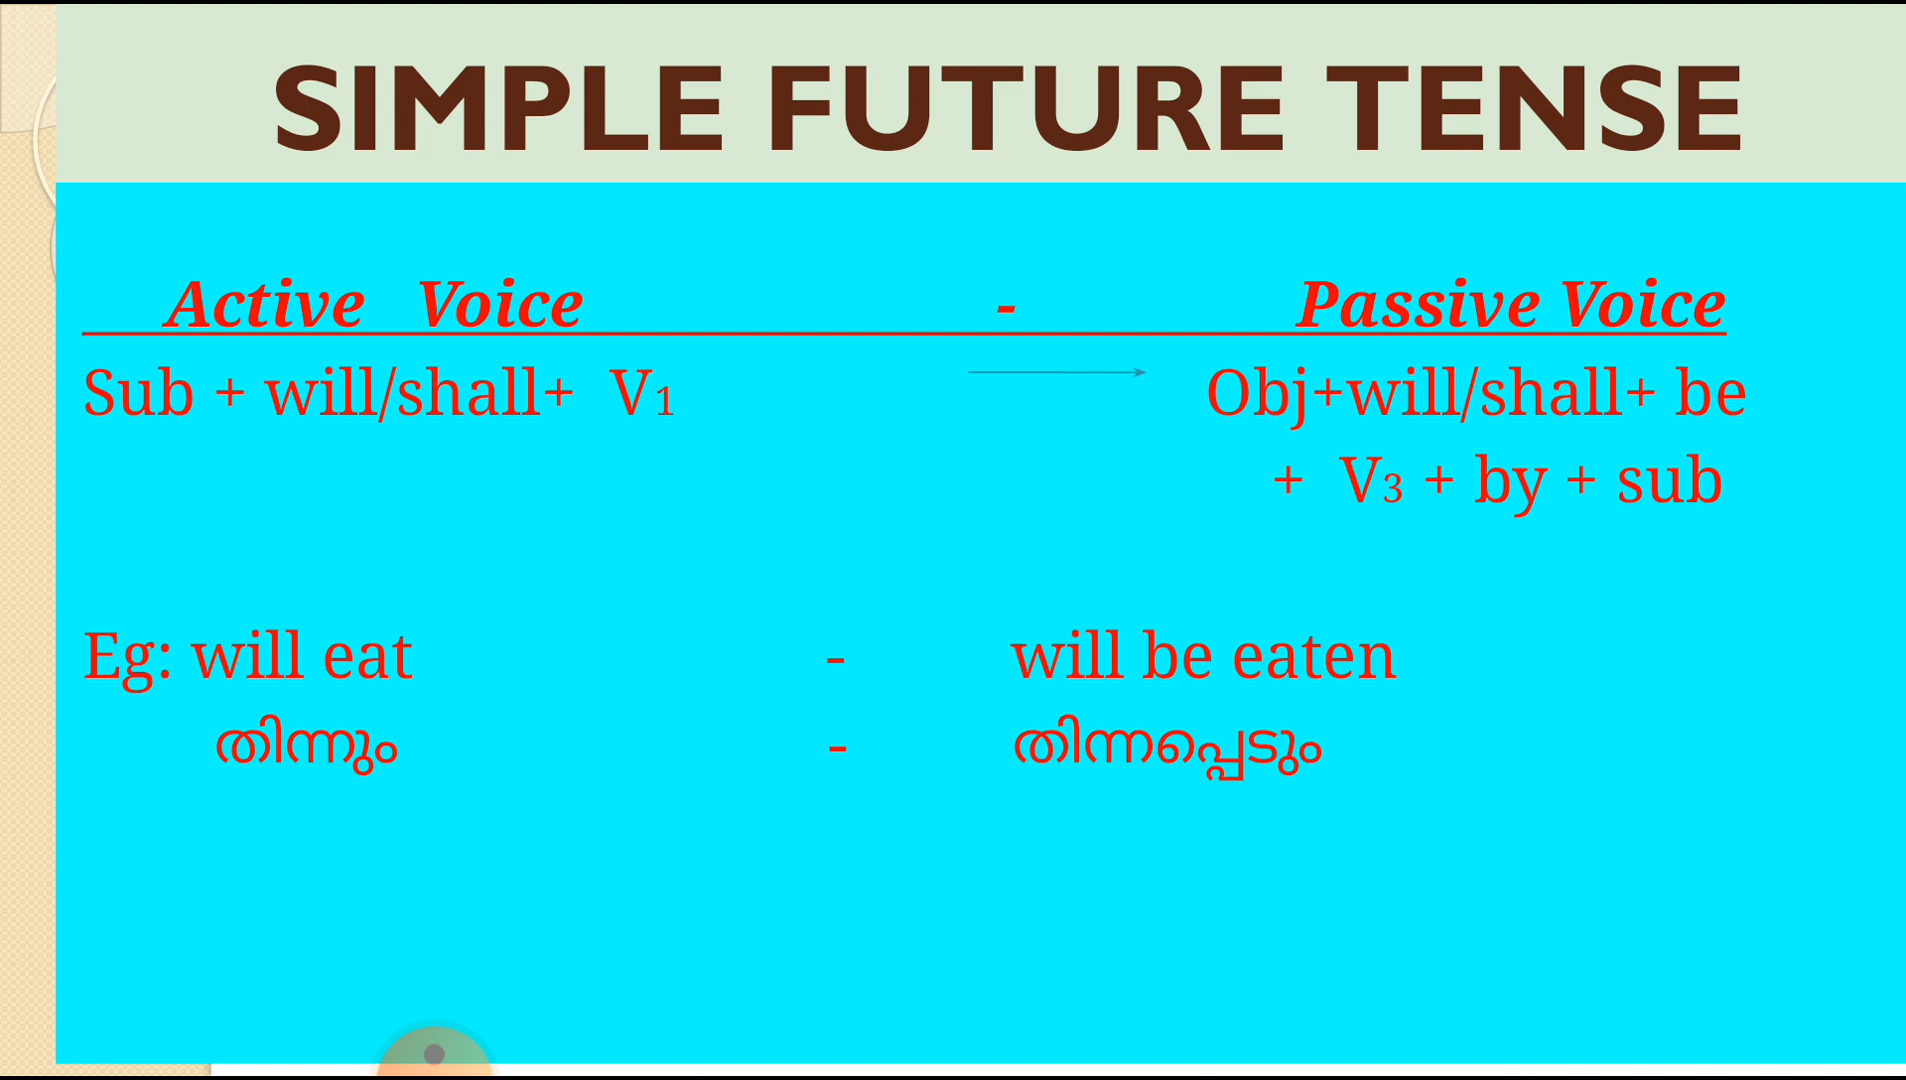 SIMPLE FUTURE TENSE
Active Voice - Passive Voice
Sub + will/shall+ V1 Obj+will/shall+ be
+ V3 + by + sub
Eg: will eat - will be eaten
തിന്നും - തിന്നപ്പെടും